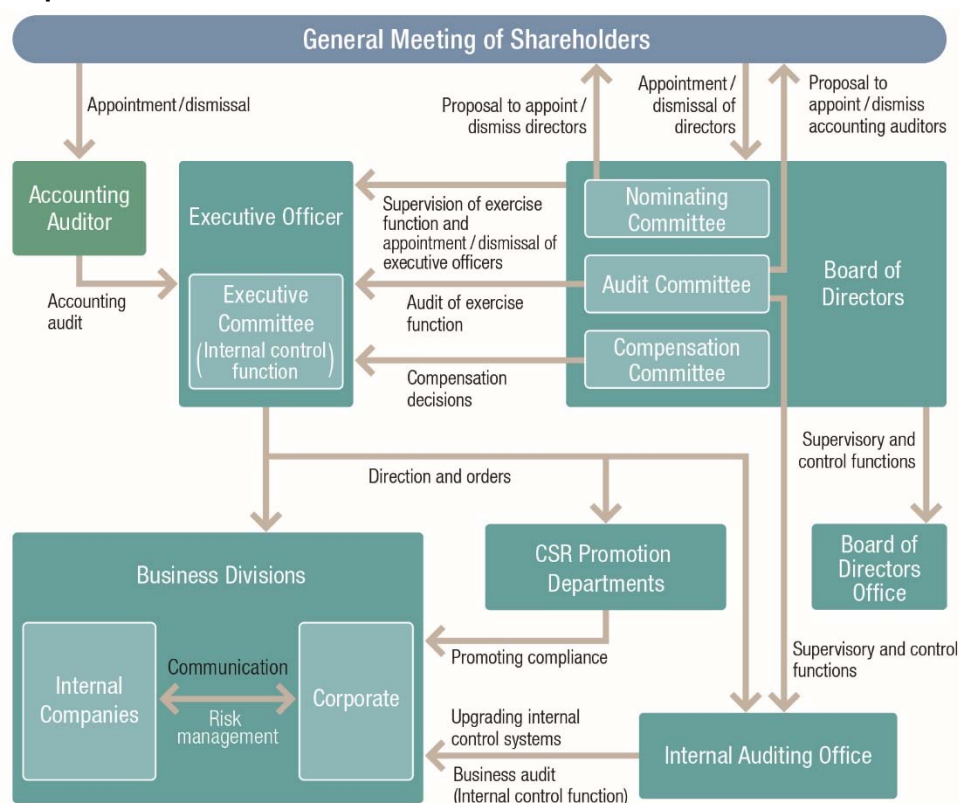 General Meeting of Shareholders
Appointment / dismissal
Proposal to appoint /
dismiss directors
Appointment /
dismissal of
directors
Proposal to
appoint / dismiss
accounting auditors
Accounting
Auditor
Executive Officer
Supervision of exercise
function and
appointment / dismissal of
executive officers
Nominating
Committee
Board of
Directors
Accounting
audit
Executive
Committee
(Internal control
function)
Audit of exercise
function
Audit Committee
Compensation
decisions
Compensation
Committee
Supervisory and
control functions
Direction and orders
Business Divisions
CSR Promotion
Departments
Board of
Directors
Office
Internal
Companies
Communication
Risk
management
Corporate
Promoting compliance
Supervisory and control
functions
Upgrading internal
control systems
Business audit
(Internal control function)
Internal Auditing Office